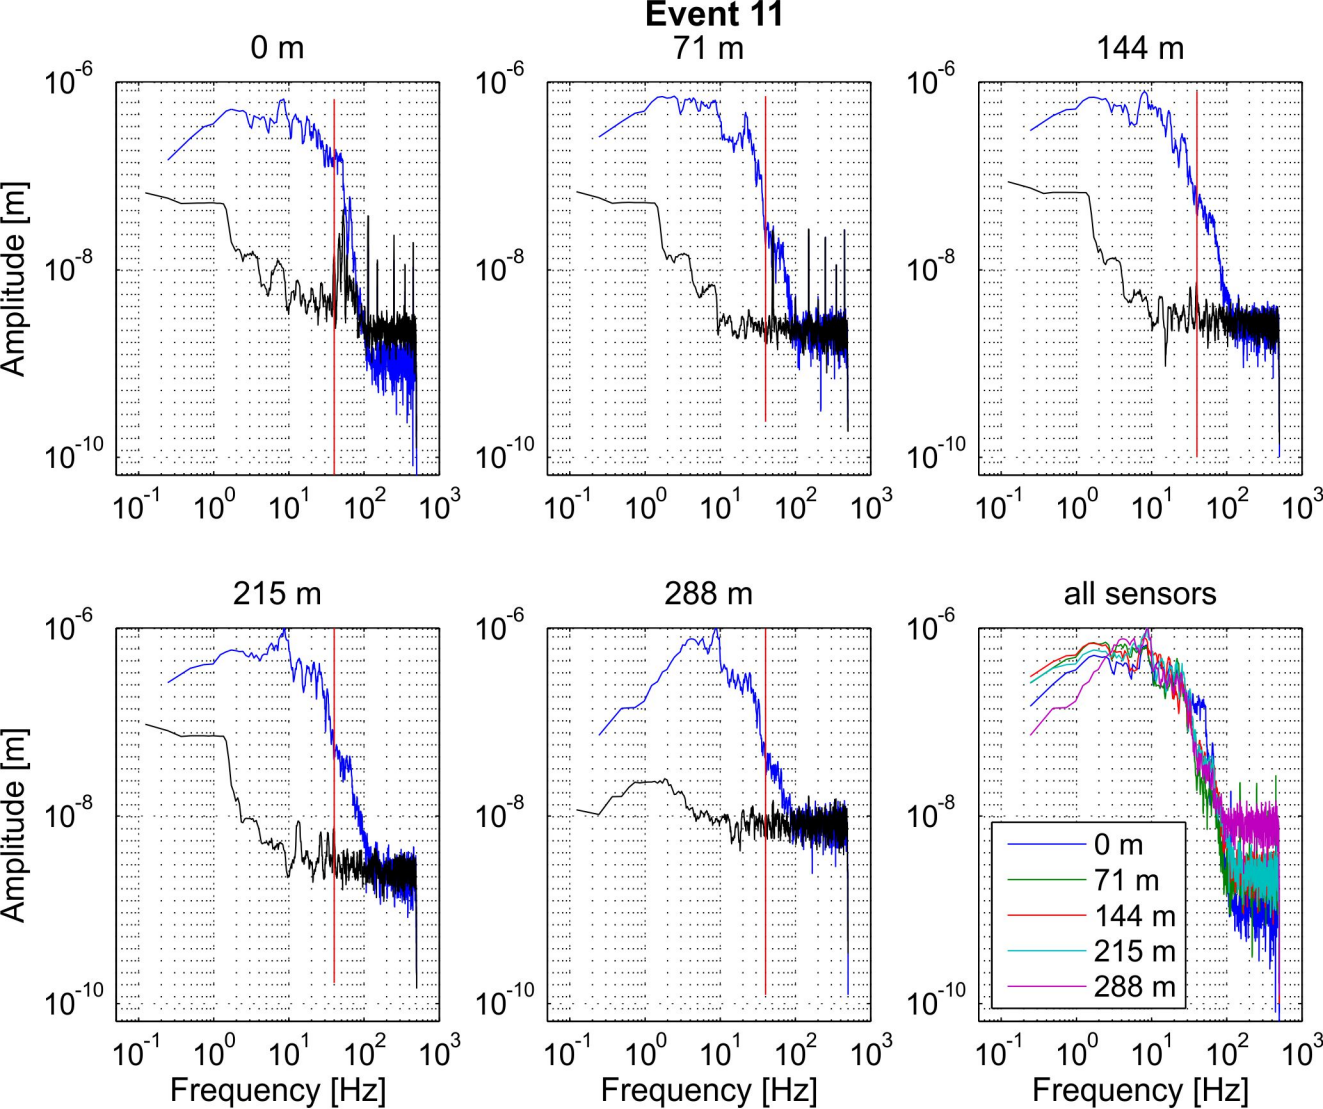 Event 11
0 m 71 m 144 m
10^-6 10^-6 10^-6
Amplitude [m]
10^-8 10^-8 10^-8
10^-10 10^-10 10^-10
10^-1 10^0 10^1 10^2 10^3 10^-1 10^0 10^1 10^2 10^3 10^-1 10^0 10^1 10^2 10^3
215 m 288 m all sensors
10^-6 10^-6 10^-6
Amplitude [m]
10^-8 10^-8 10^-8
0 m
71 m
144 m
215 m
288 m
10^-10 10^-10 10^-10
10^-1 10^0 10^1 10^2 10^3 10^-1 10^0 10^1 10^2 10^3 10^-1 10^0 10^1 10^2 10^3
Frequency [Hz] Frequency [Hz] Frequency [Hz]